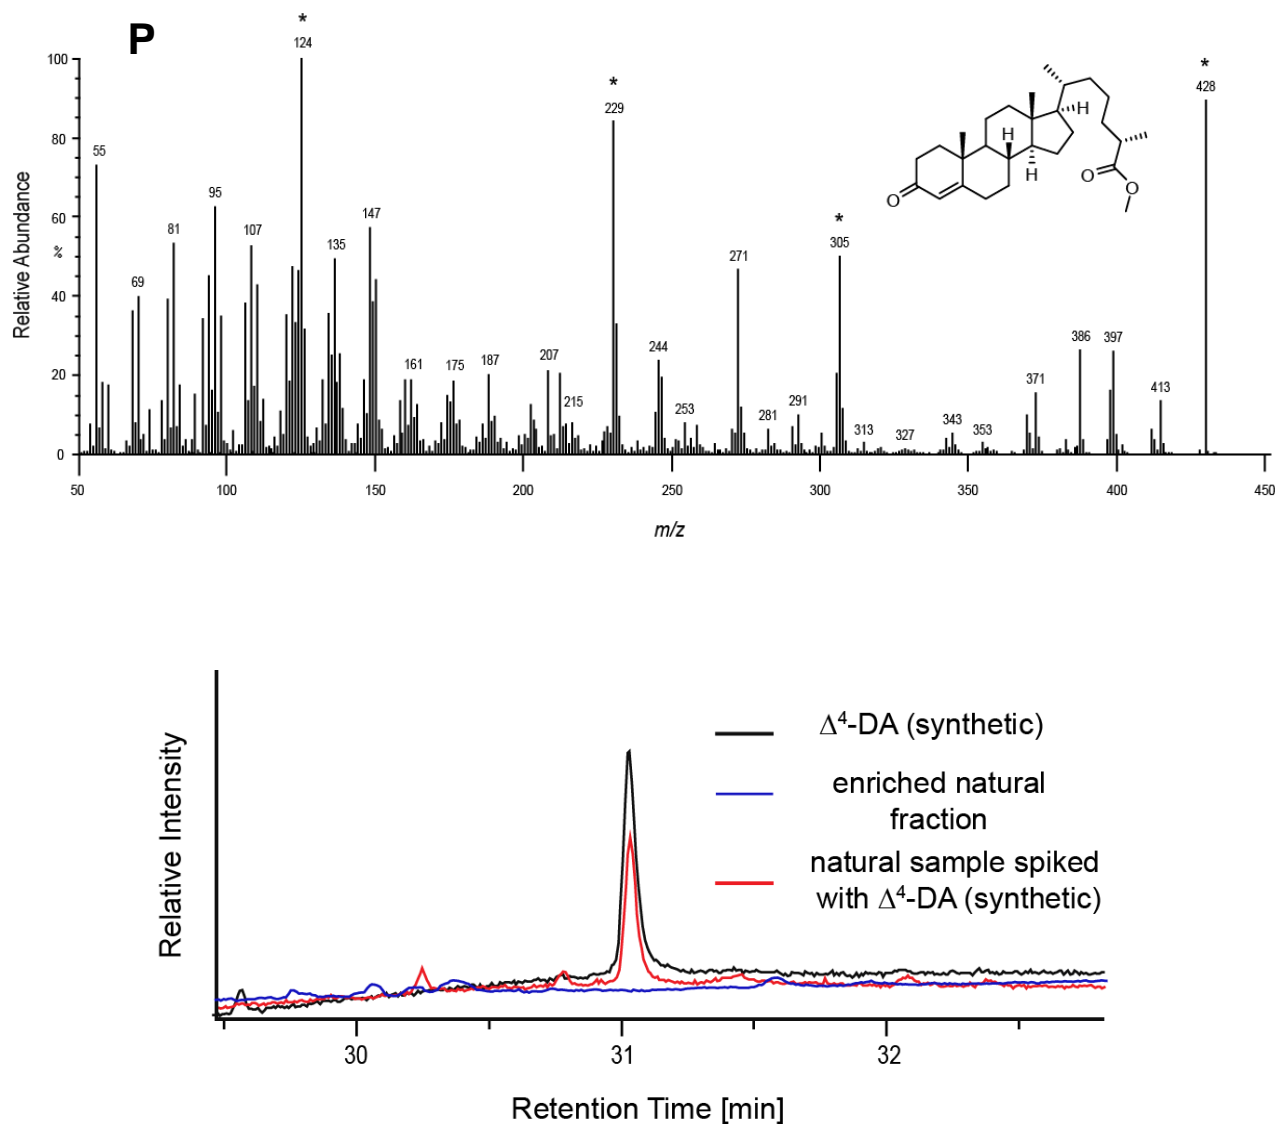 P
*
124
*
229
*
428
*
305
55
95
81
107
69
135
147
161
175
187
207
215
244
253
271
281
291
313
327
343
353
371
386
397
413
O
H
H
H
O
O
100
80
60
%
40
20
0
Relative Abundance
50 100 150 200 250 300 350 400 450
m/z
Δ⁴-DA (synthetic)
enriched natural
fraction
natural sample spiked
with Δ⁴-DA (synthetic)
Relative Intensity
30 31 32
Retention Time [min]